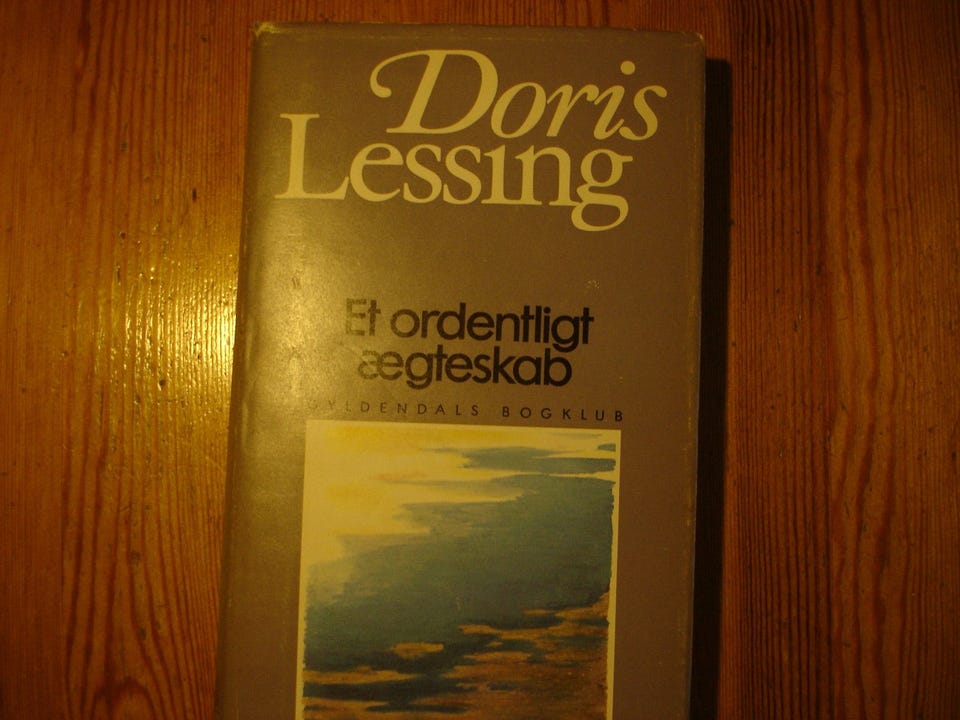 Doris
Lessing
Et ordentligt
ægteskab
GYLDENDALS BOGKLUB